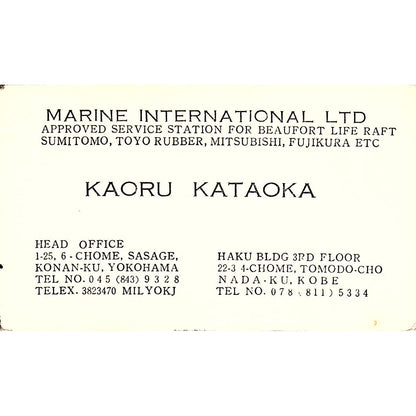 MARINE INTERNATIONAL LTD
APPROVED SERVICE STATION FOR BEAUFORT LIFE RAFT
SUMITOMO, TOYO RUBBER, MITSUBISHI, FUJIKURA ETC
KAORU KATAOKA
HEAD OFFICE
1-25, 6 - CHOME, SASAGE,
KONAN-KU, YOKOHAMA
TEL NO. 045 (843) 9328
TELEX. 3823470 MILYOKJ
HAKU BLDG 3RD FLOOR
22-3 4-CHOME, TOMODO-CHO
NADA-KU, KOBE
TEL NO. 078 (811) 5334